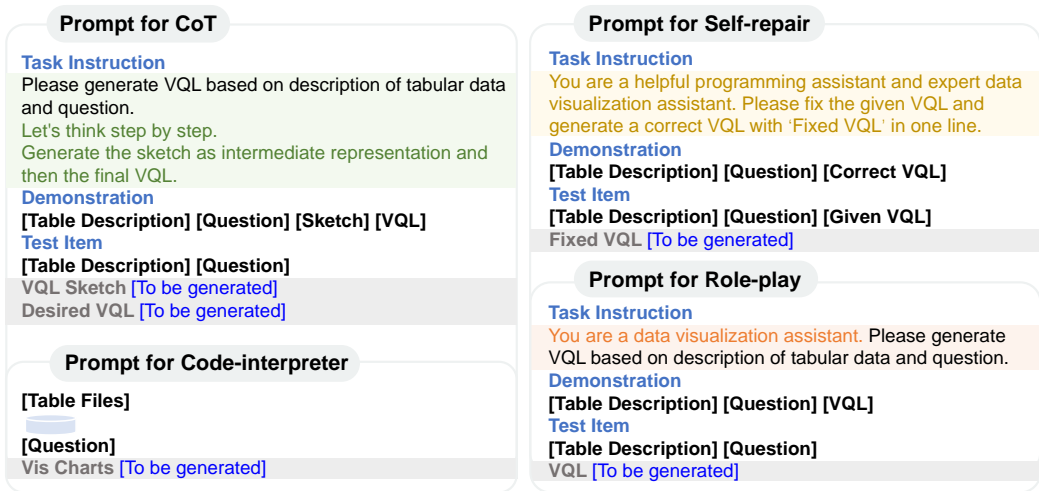 Prompt for CoT
Task Instruction
Please generate VQL based on description of tabular data
and question.
Let's think step by step.
Generate the sketch as intermediate representation and
then the final VQL.
Demonstration
[Table Description] [Question] [Sketch] [VQL]
Test Item
[Table Description] [Question]
VQL Sketch [To be generated]
Desired VQL [To be generated]
Prompt for Code-interpreter
[Table Files]
[Question]
Vis Charts [To be generated]
Prompt for Self-repair
Task Instruction
You are a helpful programming assistant and expert data
visualization assistant. Please fix the given VQL and
generate a correct VQL with ‘Fixed VQL’ in one line.
Demonstration
[Table Description] [Question] [Correct VQL]
Test Item
[Table Description] [Question] [Given VQL]
Fixed VQL [To be generated]
Prompt for Role-play
Task Instruction
You are a data visualization assistant. Please generate
VQL based on description of tabular data and question.
Demonstration
[Table Description] [Question] [VQL]
Test Item
[Table Description] [Question]
VQL [To be generated]